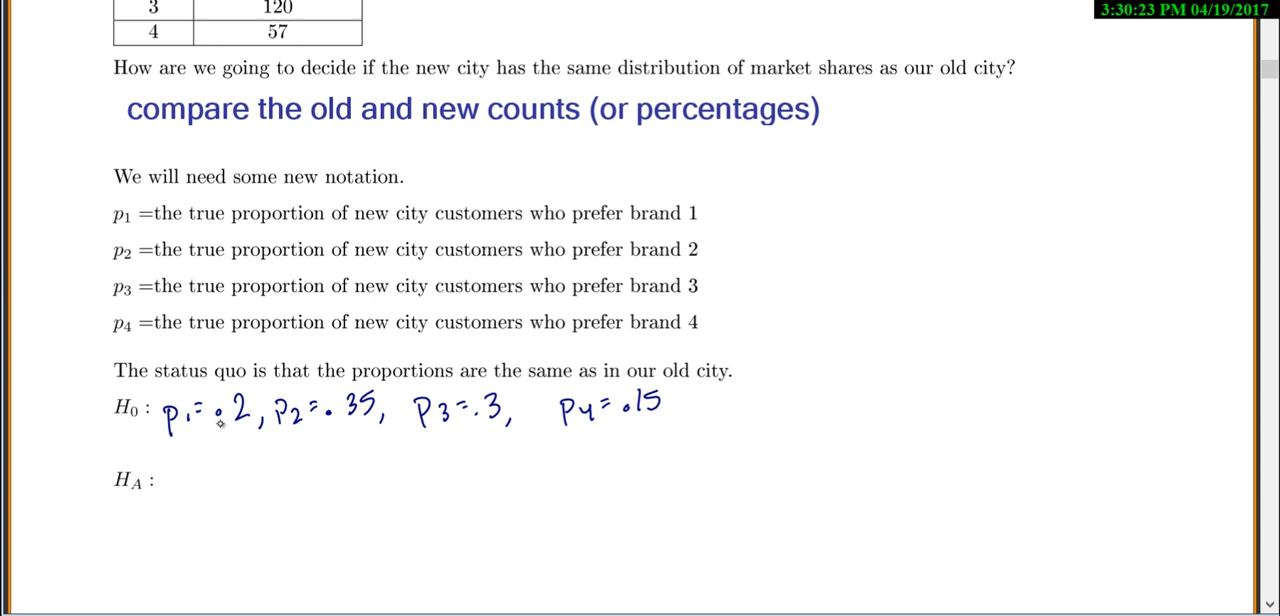 3:30:23 PM 04/19/2017
3 120
4 57
How are we going to decide if the new city has the same distribution of market shares as our old city?
compare the old and new counts (or percentages)
We will need some new notation.
p₁ =the true proportion of new city customers who prefer brand 1
p₂ =the true proportion of new city customers who prefer brand 2
p₃ =the true proportion of new city customers who prefer brand 3
p₄ =the true proportion of new city customers who prefer brand 4
The status quo is that the proportions are the same as in our old city.
H₀ : p₁ = .2, p₂ = .35, p₃ = .3, p₄ = .15
H_A :